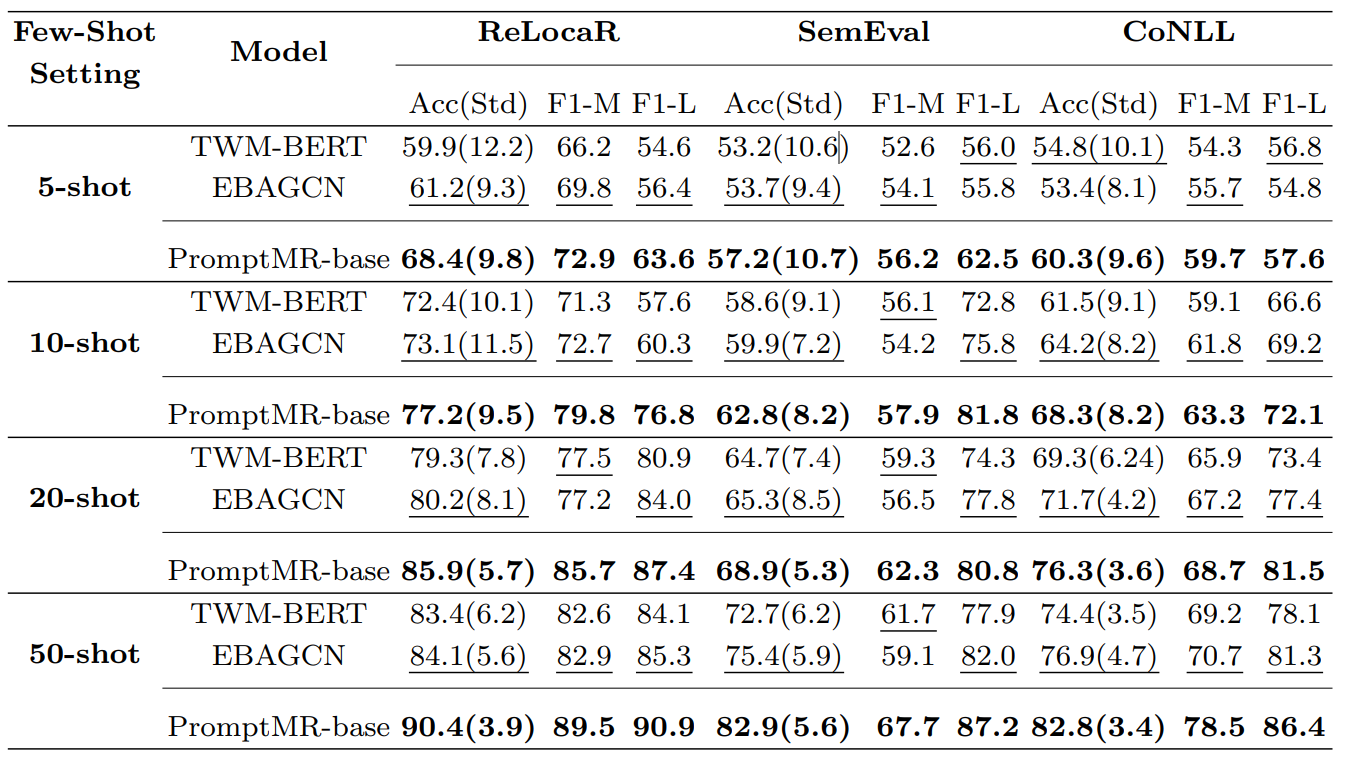 Few-Shot Setting Model ReLocaR SemEval CoNLL
Acc(Std) F1-M F1-L Acc(Std) F1-M F1-L Acc(Std) F1-M F1-L
TWM-BERT 59.9(12.2) 66.2 54.6 53.2(10.6) 52.6 56.0 54.8(10.1) 54.3 56.8
5-shot EBAGCN 61.2(9.3) 69.8 56.4 53.7(9.4) 54.1 55.8 53.4(8.1) 55.7 54.8
PromptMR-base 68.4(9.8) 72.9 63.6 57.2(10.7) 56.2 62.5 60.3(9.6) 59.7 57.6
TWM-BERT 72.4(10.1) 71.3 57.6 58.6(9.1) 56.1 72.8 61.5(9.1) 59.1 66.6
10-shot EBAGCN 73.1(11.5) 72.7 60.3 59.9(7.2) 54.2 75.8 64.2(8.2) 61.8 69.2
PromptMR-base 77.2(9.5) 79.8 76.8 62.8(8.2) 57.9 81.8 68.3(8.2) 63.3 72.1
TWM-BERT 79.3(7.8) 77.5 80.9 64.7(7.4) 59.3 74.3 69.3(6.24) 65.9 73.4
20-shot EBAGCN 80.2(8.1) 77.2 84.0 65.3(8.5) 56.5 77.8 71.7(4.2) 67.2 77.4
PromptMR-base 85.9(5.7) 85.7 87.4 68.9(5.3) 62.3 80.8 76.3(3.6) 68.7 81.5
TWM-BERT 83.4(6.2) 82.6 84.1 72.7(6.2) 61.7 77.9 74.4(3.5) 69.2 78.1
50-shot EBAGCN 84.1(5.6) 82.9 85.3 75.4(5.9) 59.1 82.0 76.9(4.7) 70.7 81.3
PromptMR-base 90.4(3.9) 89.5 90.9 82.9(5.6) 67.7 87.2 82.8(3.4) 78.5 86.4